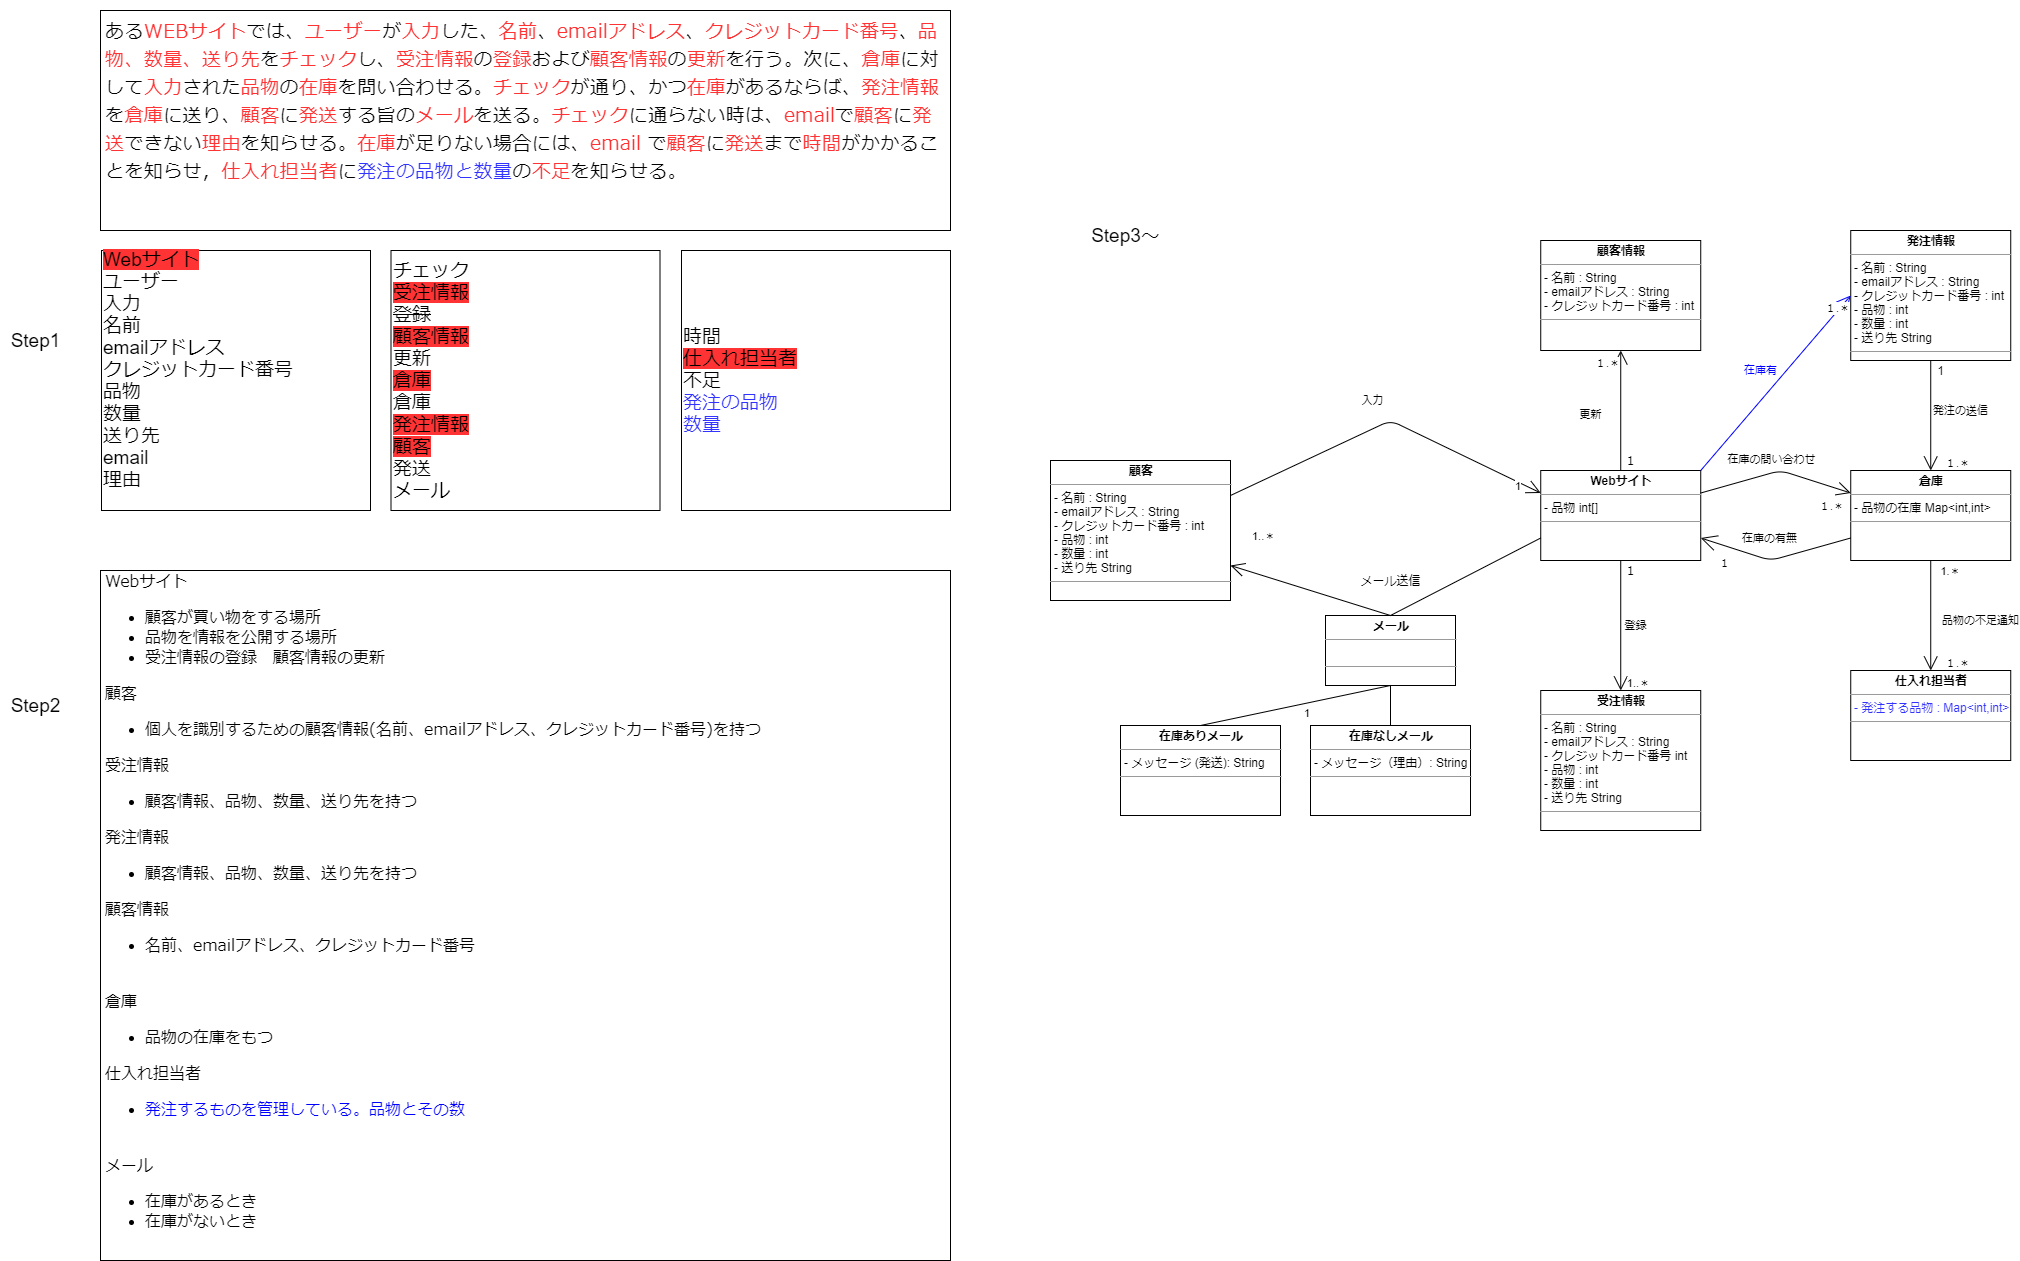 あるWEBサイトでは、ユーザーが入力した、名前、emailアドレス、クレジットカード番号、品
物、数量、送り先をチェックし、受注情報の登録および顧客情報の更新を行う。次に、倉庫に対
して入力された品物の在庫を問い合わせる。チェックが通り、かつ在庫があるならば、発注情報
を倉庫に送り、顧客に発送する旨のメールを送る。チェックに通らない時は、emailで顧客に発
送できない理由を知らせる。在庫が足りない場合には、email で顧客に発送まで時間がかかるこ
とを知らせ，仕入れ担当者に発注の品物と数量の不足を知らせる。
Step1
Webサイト
ユーザー
入力
名前
emailアドレス
クレジットカード番号
品物
数量
送り先
email
理由
チェック
受注情報
登録
顧客情報
更新
倉庫
倉庫
発注情報
顧客
発送
メール
時間
仕入れ担当者
不足
発注の品物
数量
Step2
Webサイト
• 顧客が買い物をする場所
• 品物を情報を公開する場所
• 受注情報の登録　顧客情報の更新
顧客
• 個人を識別するための顧客情報(名前、emailアドレス、クレジットカード番号)を持つ
受注情報
• 顧客情報、品物、数量、送り先を持つ
発注情報
• 顧客情報、品物、数量、送り先を持つ
顧客情報
• 名前、emailアドレス、クレジットカード番号
倉庫
• 品物の在庫をもつ
仕入れ担当者
• 発注するものを管理している。品物とその数
メール
• 在庫があるとき
• 在庫がないとき
Step3～
顧客情報
- 名前 : String
- emailアドレス : String
- クレジットカード番号 : int
1 . *
更新
1
発注情報
- 名前 : String
- emailアドレス : String
- クレジットカード番号 : int
- 品物 : int
- 数量 : int
- 送り先 String
1 . *
在庫有
1
発注の送信
1 . *
入力
1
顧客
- 名前 : String
- emailアドレス : String
- クレジットカード番号 : int
- 品物 : int
- 数量 : int
- 送り先 String
1. . *
メール送信
Webサイト
- 品物 int[]
在庫の問い合わせ
1 . *
在庫の有無
1
倉庫
- 品物の在庫 Map<int,int>
1
登録
1. . *
1. *
品物の不足通知
1 . *
メール
1
在庫ありメール
- メッセージ (発送): String
在庫なしメール
- メッセージ（理由）: String
受注情報
- 名前 : String
- emailアドレス : String
- クレジットカード番号 int
- 品物 : int
- 数量 : int
- 送り先 String
仕入れ担当者
- 発注する品物 : Map<int,int>